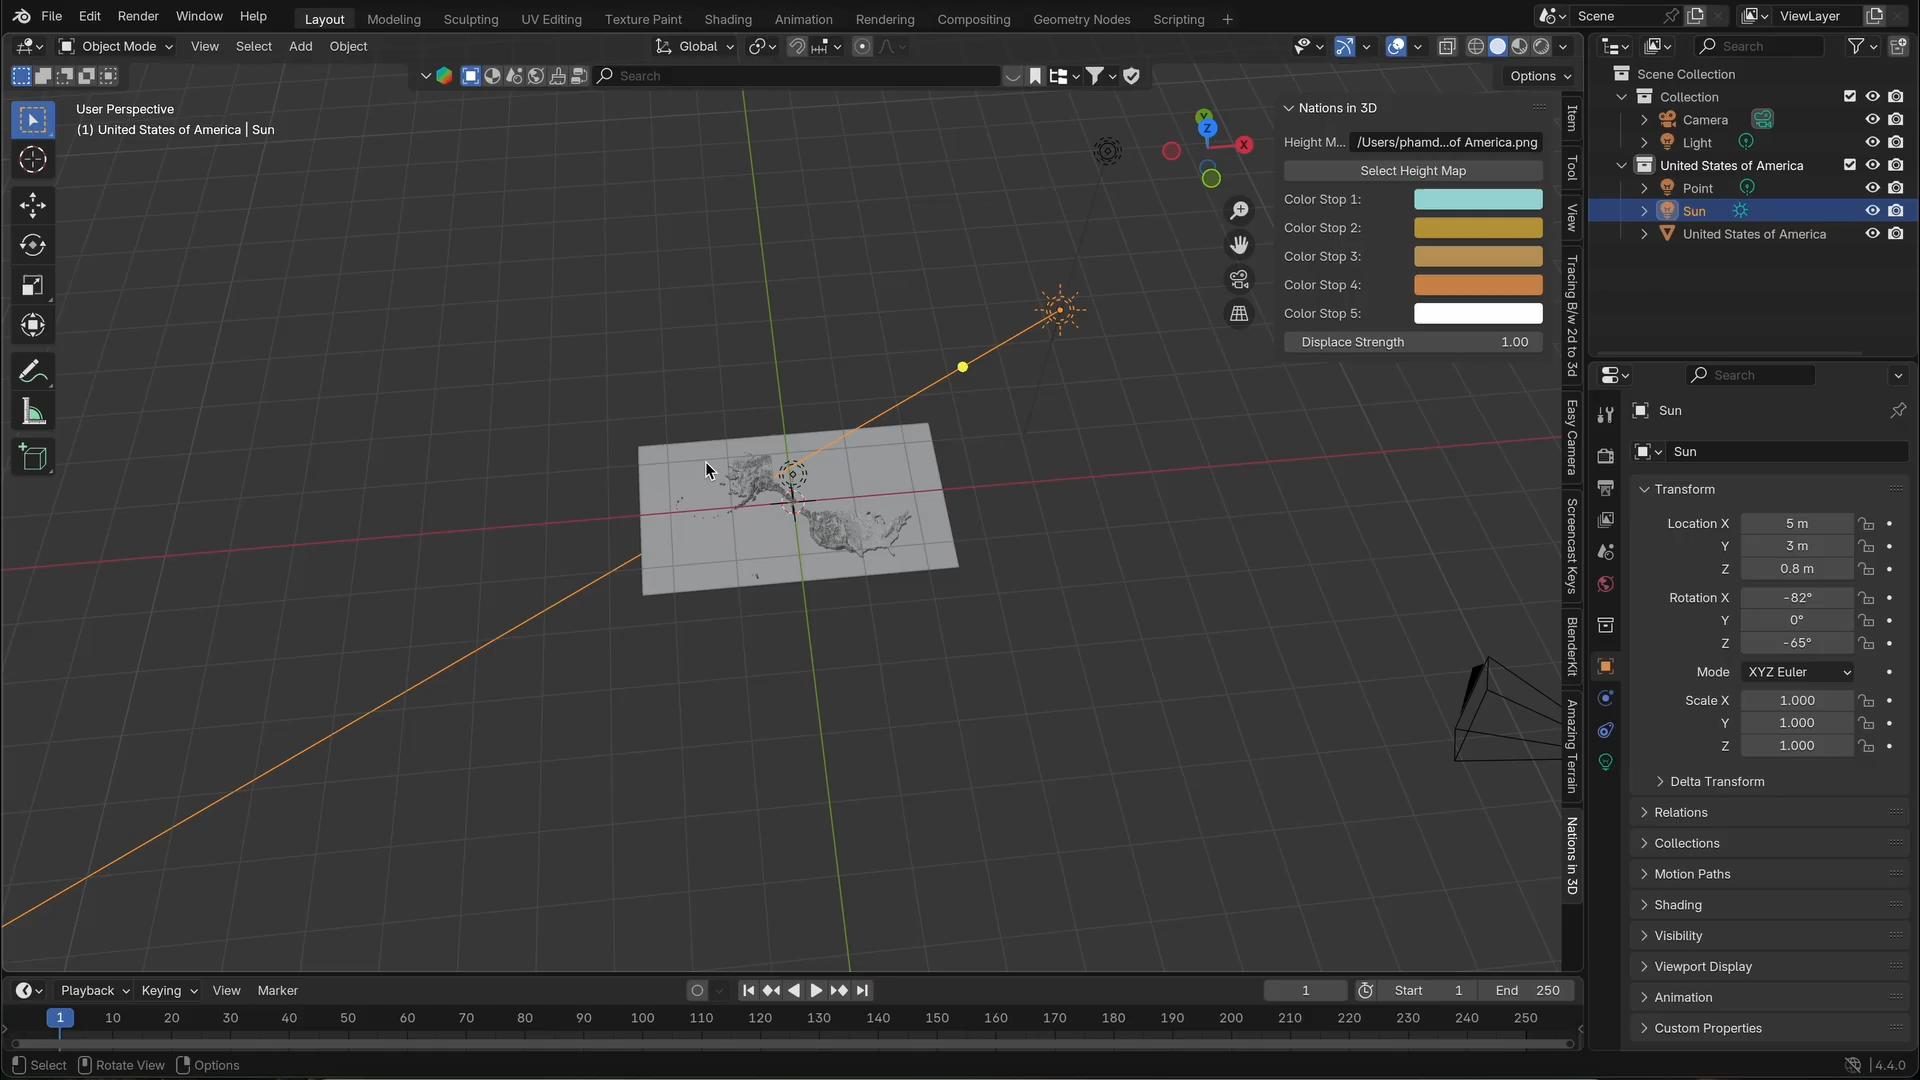 File Edit Render Window Help Layout Modeling Sculpting UV Editing Texture Paint Shading Animation Rendering Compositing Geometry Nodes Scripting + Scene ViewLayer
Object Mode View Select Add Object Global Search
Search Options
User Perspective
(1) United States of America | Sun
Y
Z
X
Nations in 3D
Height M... /Users/phamd...of America.png
Select Height Map
Color Stop 1:
Color Stop 2:
Color Stop 3:
Color Stop 4:
Color Stop 5:
Displace Strength 1.00
Item
Tool
View
Tracing B/w 2d to 3d
Easy Camera
Screencast Keys
BlenderKit
Amazing Terrain
Nations in 3D
Scene Collection
Collection
Camera
Light
United States of America
Point
Sun
United States of America
Search
Sun
Sun
Transform
Location X 5 m
Y 3 m
Z 0.8 m
Rotation X -82°
Y 0°
Z -65°
Mode XYZ Euler
Scale X 1.000
Y 1.000
Z 1.000
Delta Transform
Relations
Collections
Motion Paths
Shading
Visibility
Viewport Display
Animation
Custom Properties
Playback Keying View Marker 1 Start 1 End 250
1 10 20 30 40 50 60 70 80 90 100 110 120 130 140 150 160 170 180 190 200 210 220 230 240 250
Select Rotate View Options 4.4.0